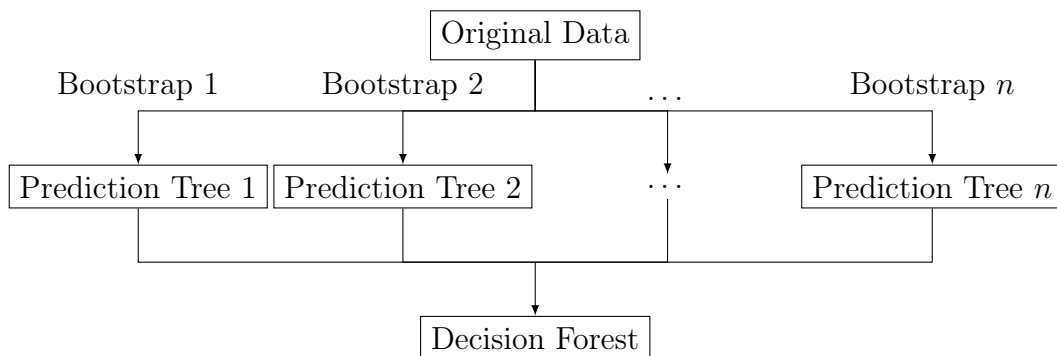 Original Data
Bootstrap 1 Bootstrap 2 ... Bootstrap n
Prediction Tree 1 Prediction Tree 2 ... Prediction Tree n
Decision Forest